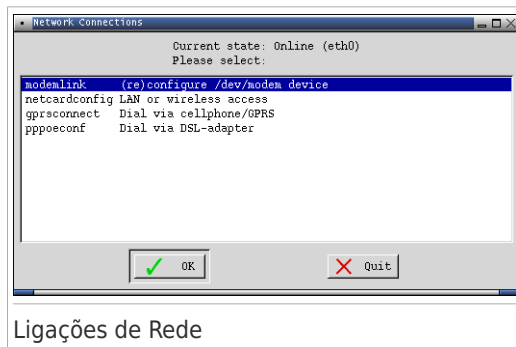 Network Connections
Current state: Online (eth0)
Please select:
modemlink (re)configure /dev/modem device
netcardconfig LAN or wireless access
gprsconnect Dial via cellphone/GPRS
pppoeconf Dial via DSL-adapter
OK Quit
Ligações de Rede